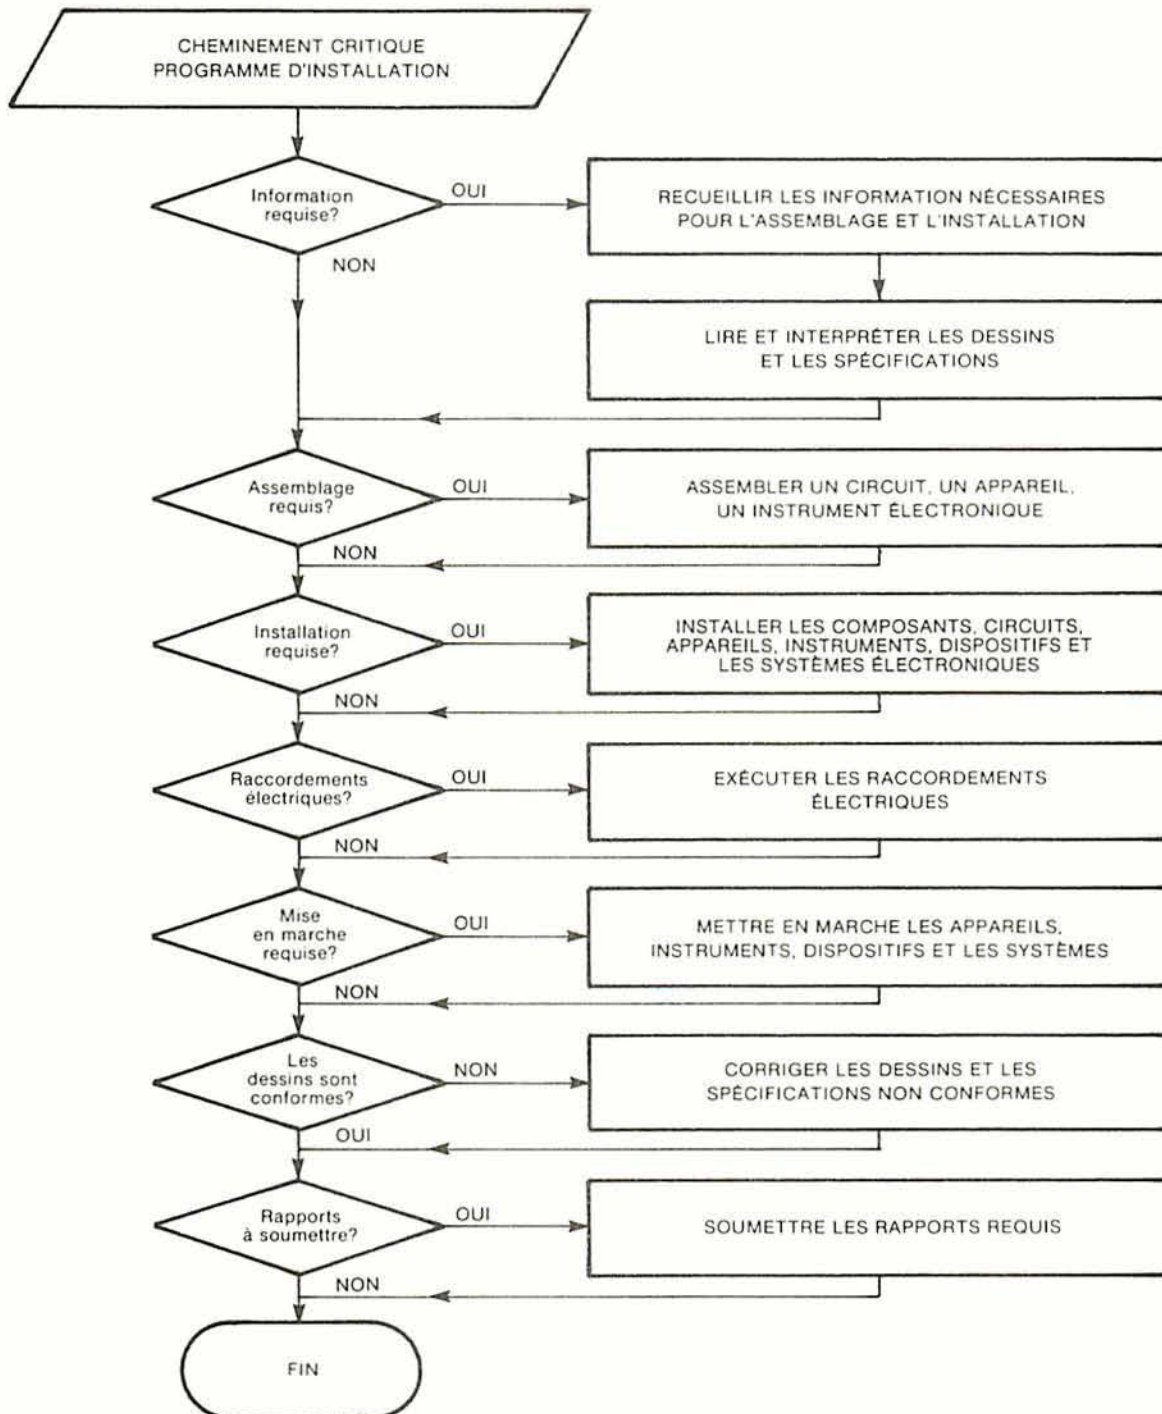 CHEMINEMENT CRITIQUE
PROGRAMME D'INSTALLATION
Information
requise?
OUI
RECUEILLIR LES INFORMATION NÉCESSAIRES
POUR L'ASSEMBLAGE ET L'INSTALLATION
NON
LIRE ET INTERPRÉTER LES DESSINS
ET LES SPÉCIFICATIONS
Assemblage
requis?
OUI
ASSEMBLER UN CIRCUIT, UN APPAREIL,
UN INSTRUMENT ÉLECTRONIQUE
NON
Installation
requise?
OUI
INSTALLER LES COMPOSANTS, CIRCUITS,
APPAREILS, INSTRUMENTS, DISPOSITIFS ET
LES SYSTÈMES ÉLECTRONIQUES
NON
Raccordements
électriques?
OUI
EXÉCUTER LES RACCORDEMENTS
ÉLECTRIQUES
NON
Mise
en marche
requise?
OUI
METTRE EN MARCHE LES APPAREILS,
INSTRUMENTS, DISPOSITIFS ET LES SYSTÈMES
NON
Les
dessins sont
conformes?
NON
CORRIGER LES DESSINS ET LES
SPÉCIFICATIONS NON CONFORMES
OUI
Rapports
à soumettre?
OUI
SOUMETTRE LES RAPPORTS REQUIS
NON
FIN